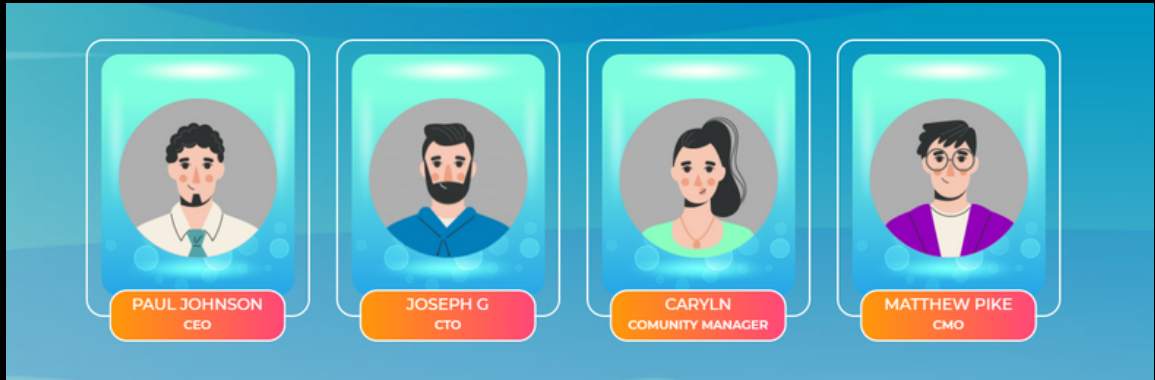 PAUL JOHNSON
CEO
JOSEPH G
CTO
CARYLN
COMUNITY MANAGER
MATTHEW PIKE
CMO